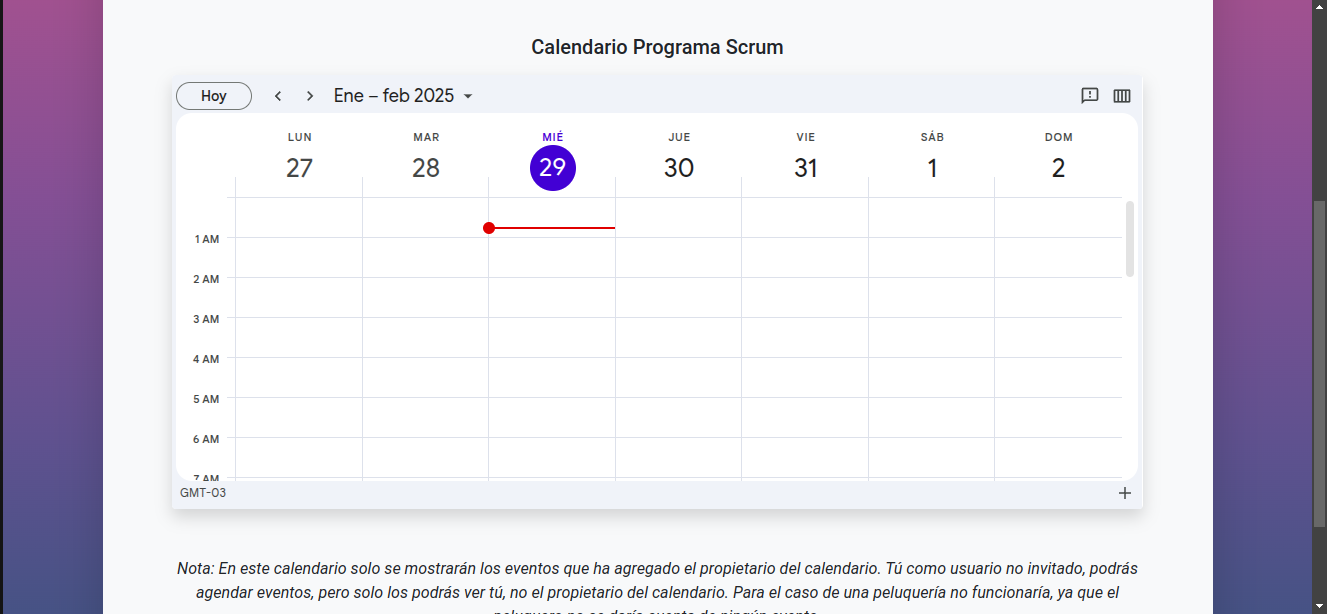 Calendario Programa Scrum
Hoy
Ene – feb 2025
LUN MAR MIÉ JUE VIE SÁB DOM
27 28 29 30 31 1 2
1 AM
2 AM
3 AM
4 AM
5 AM
6 AM
7 AM
GMT-03
Nota: En este calendario solo se mostrarán los eventos que ha agregado el propietario del calendario. Tú como usuario no invitado, podrás
agendar eventos, pero solo los podrás ver tú, no el propietario del calendario. Para el caso de una peluquería no funcionaría, ya que el